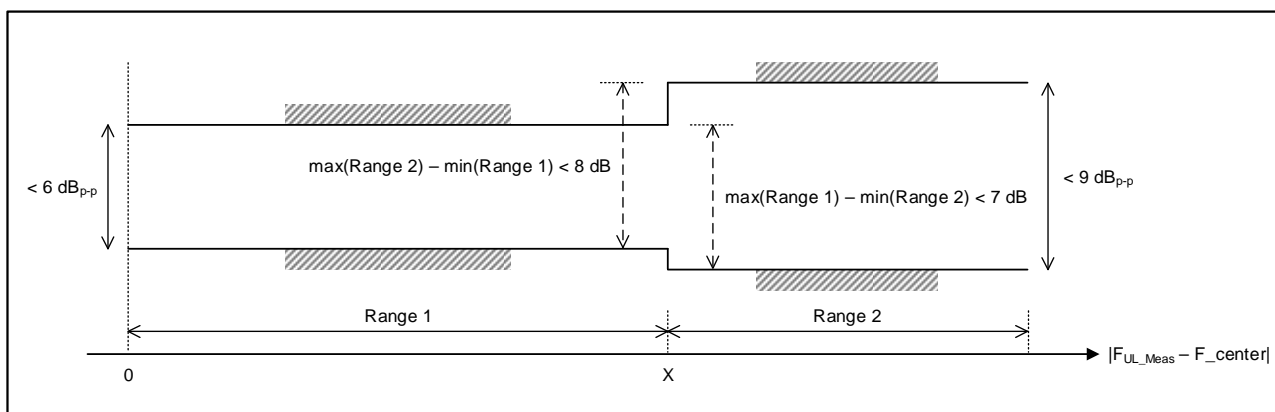 max(Range 2) – min(Range 1) < 8 dB
< 6 dBp-p
< 9 dBp-p
max(Range 1) – min(Range 2) < 7 dB
Range 1
Range 2
|FUL_Meas – F_center|
0
X